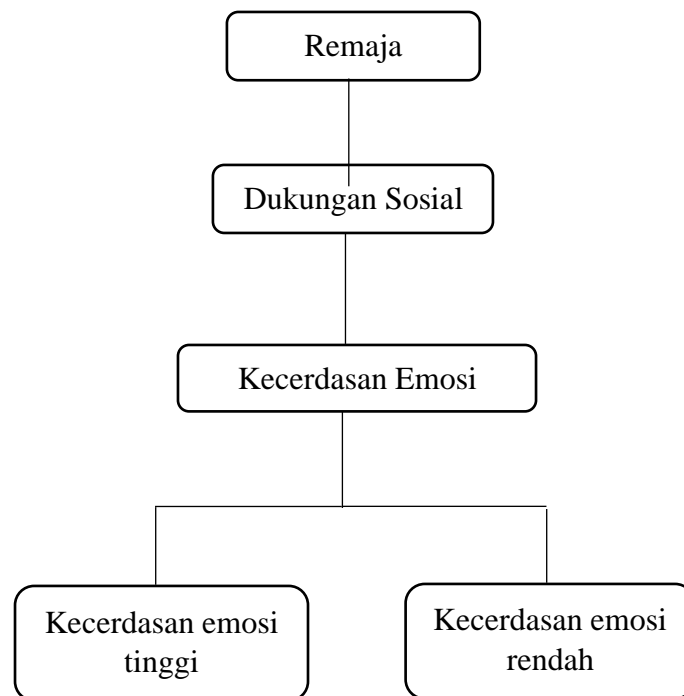 Remaja
Dukungan Sosial
Kecerdasan Emosi
Kecerdasan emosi
tinggi
Kecerdasan emosi
rendah